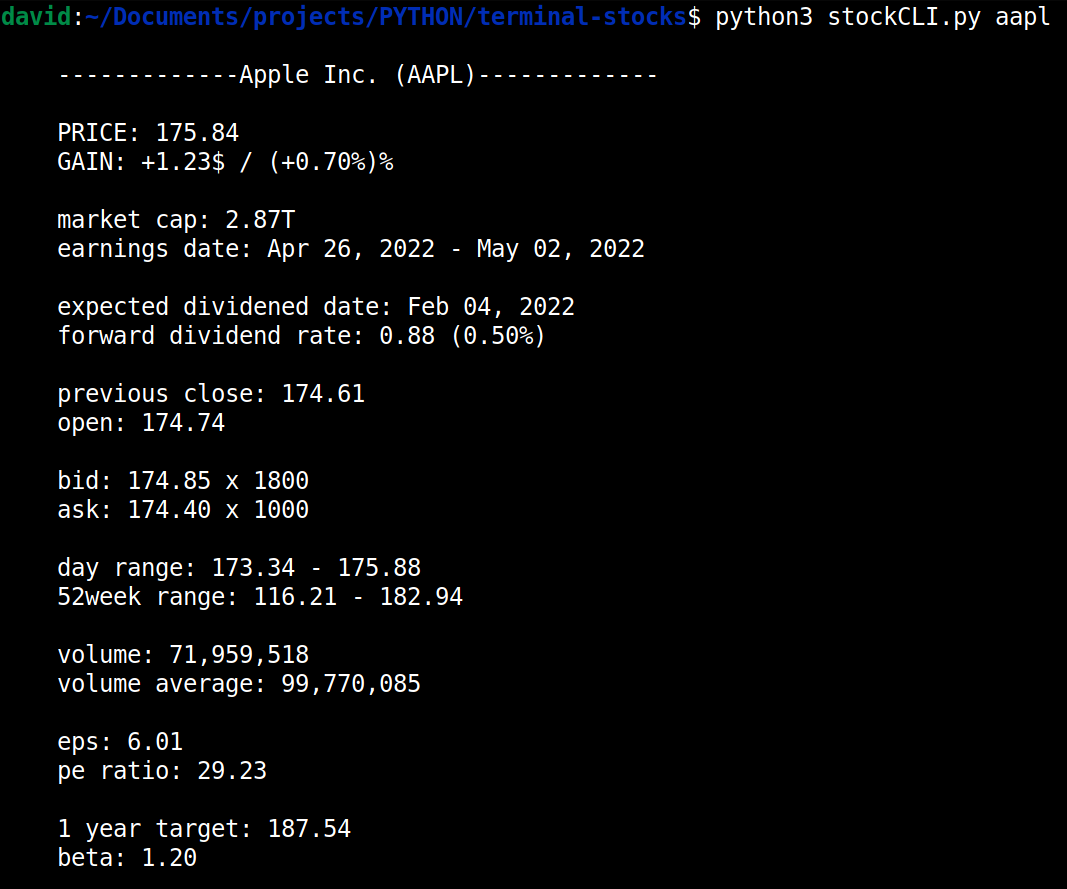 david:~/Documents/projects/PYTHON/terminal-stocks$ python3 stockCLI.py aapl
-------------Apple Inc. (AAPL)-------------
PRICE: 175.84
GAIN: +1.23$ / (+0.70%)%
market cap: 2.87T
earnings date: Apr 26, 2022 - May 02, 2022
expected dividened date: Feb 04, 2022
forward dividend rate: 0.88 (0.50%)
previous close: 174.61
open: 174.74
bid: 174.85 x 1800
ask: 174.40 x 1000
day range: 173.34 - 175.88
52week range: 116.21 - 182.94
volume: 71,959,518
volume average: 99,770,085
eps: 6.01
pe ratio: 29.23
1 year target: 187.54
beta: 1.20